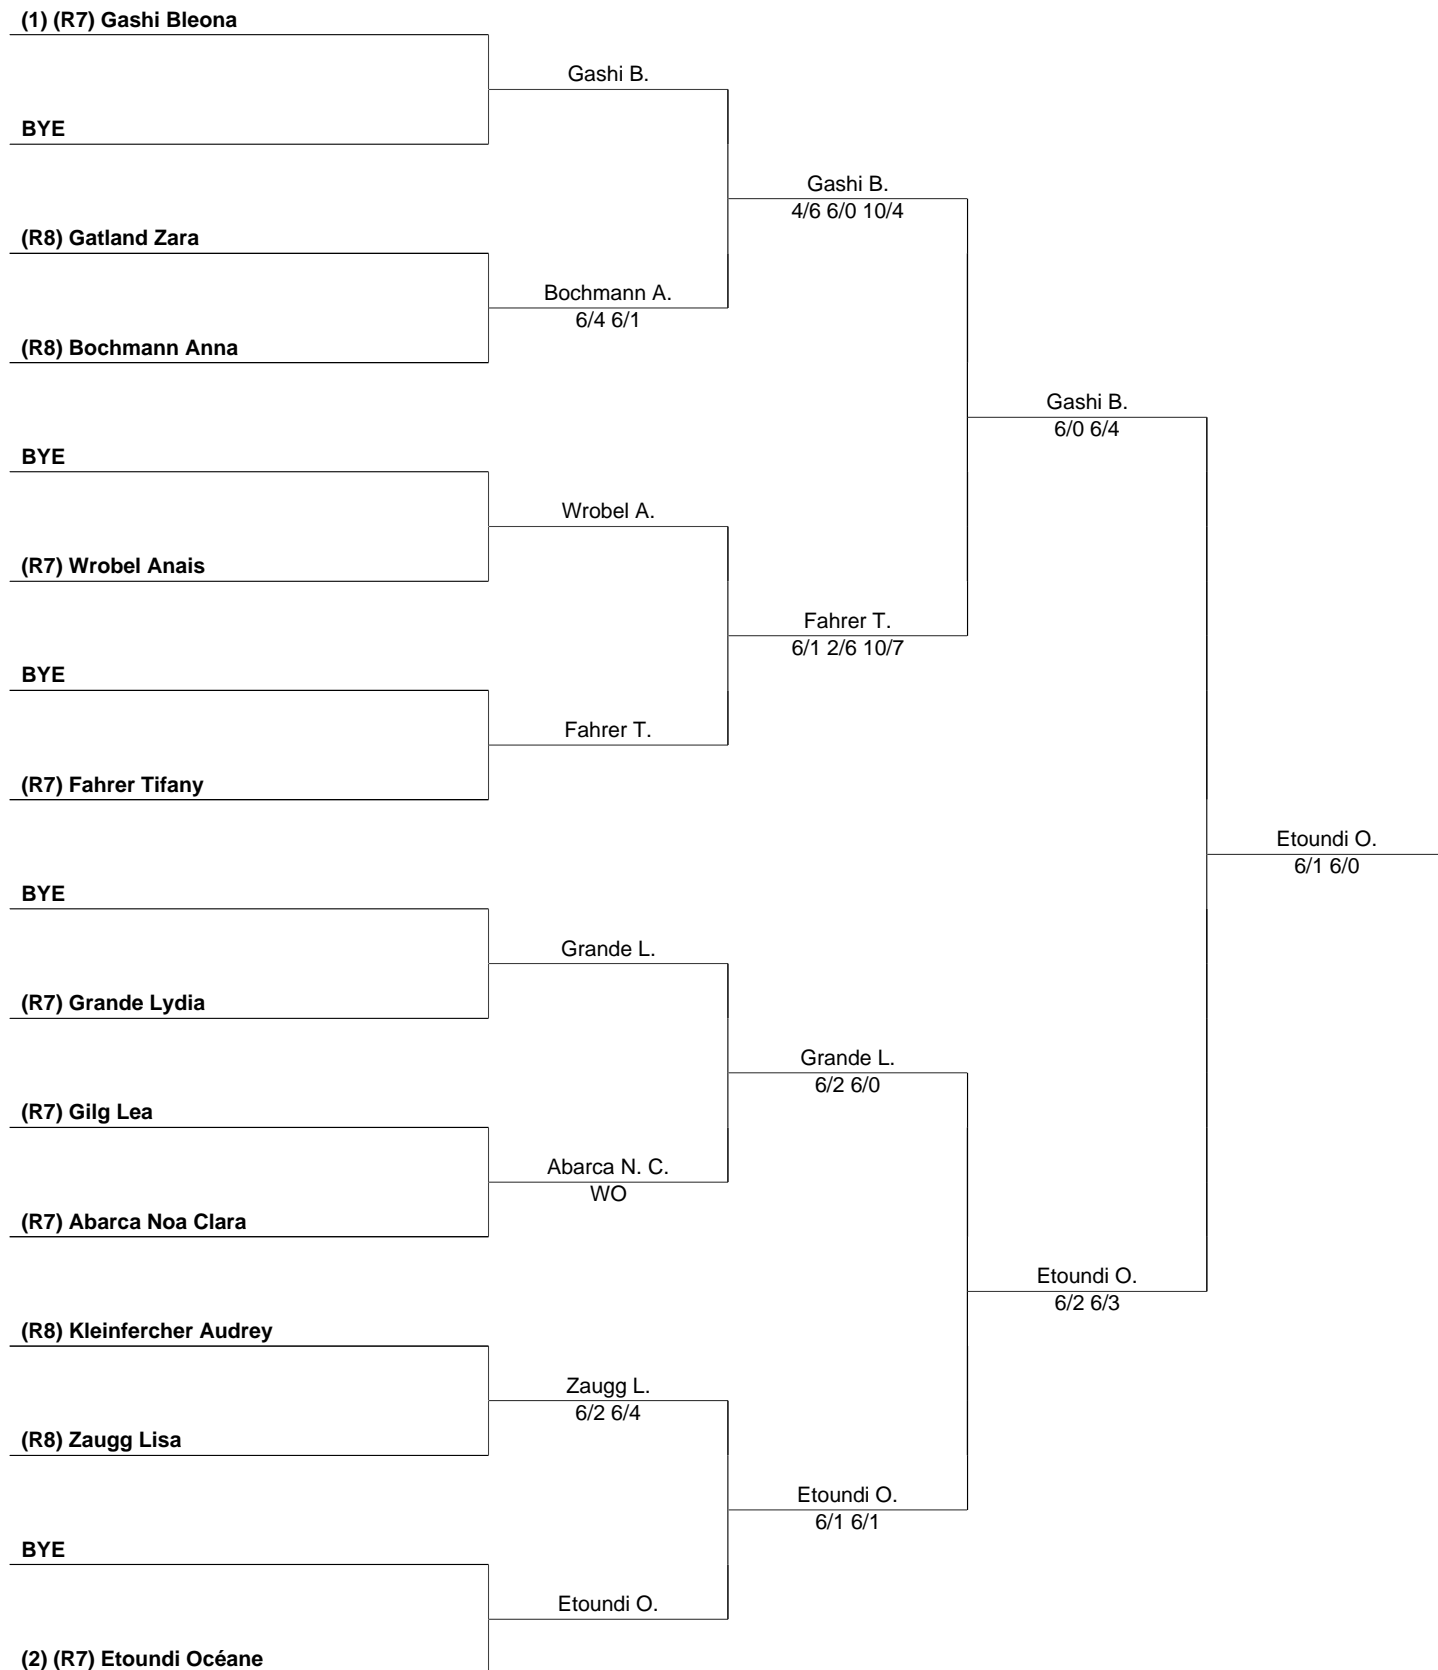 (1) (R7) Gashi Bleona
Gashi B.
BYE
Gashi B.
4/6 6/0 10/4
(R8) Gatland Zara
Bochmann A.
6/4 6/1
(R8) Bochmann Anna
Gashi B.
6/0 6/4
BYE
Wrobel A.
(R7) Wrobel Anais
Fahrer T.
6/1 2/6 10/7
BYE
Fahrer T.
(R7) Fahrer Tifany
Etoundi O.
6/1 6/0
BYE
Grande L.
(R7) Grande Lydia
Grande L.
6/2 6/0
(R7) Gilg Lea
Abarca N. C.
WO
(R7) Abarca Noa Clara
Etoundi O.
6/2 6/3
(R8) Kleinfercher Audrey
Zaugg L.
6/2 6/4
(R8) Zaugg Lisa
Etoundi O.
6/1 6/1
BYE
Etoundi O.
(2) (R7) Etoundi Océane